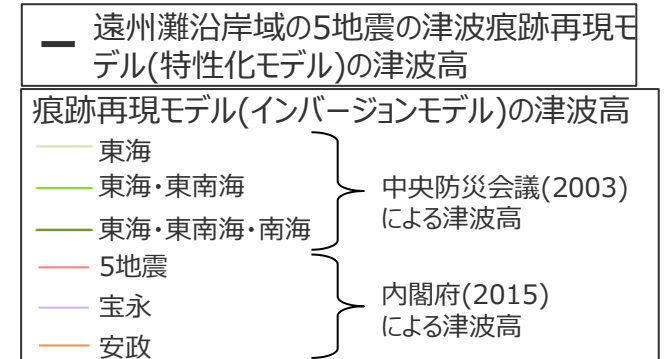 遠州灘沿岸域の5地震の津波痕跡再現モ
デル(特性化モデル)の津波高
痕跡再現モデル(インバージョンモデル)の津波高
東海
東海・東南海
東海・東南海・南海
中央防災会議(2003)
による津波高
5地震
宝永
安政
内閣府(2015)
による津波高